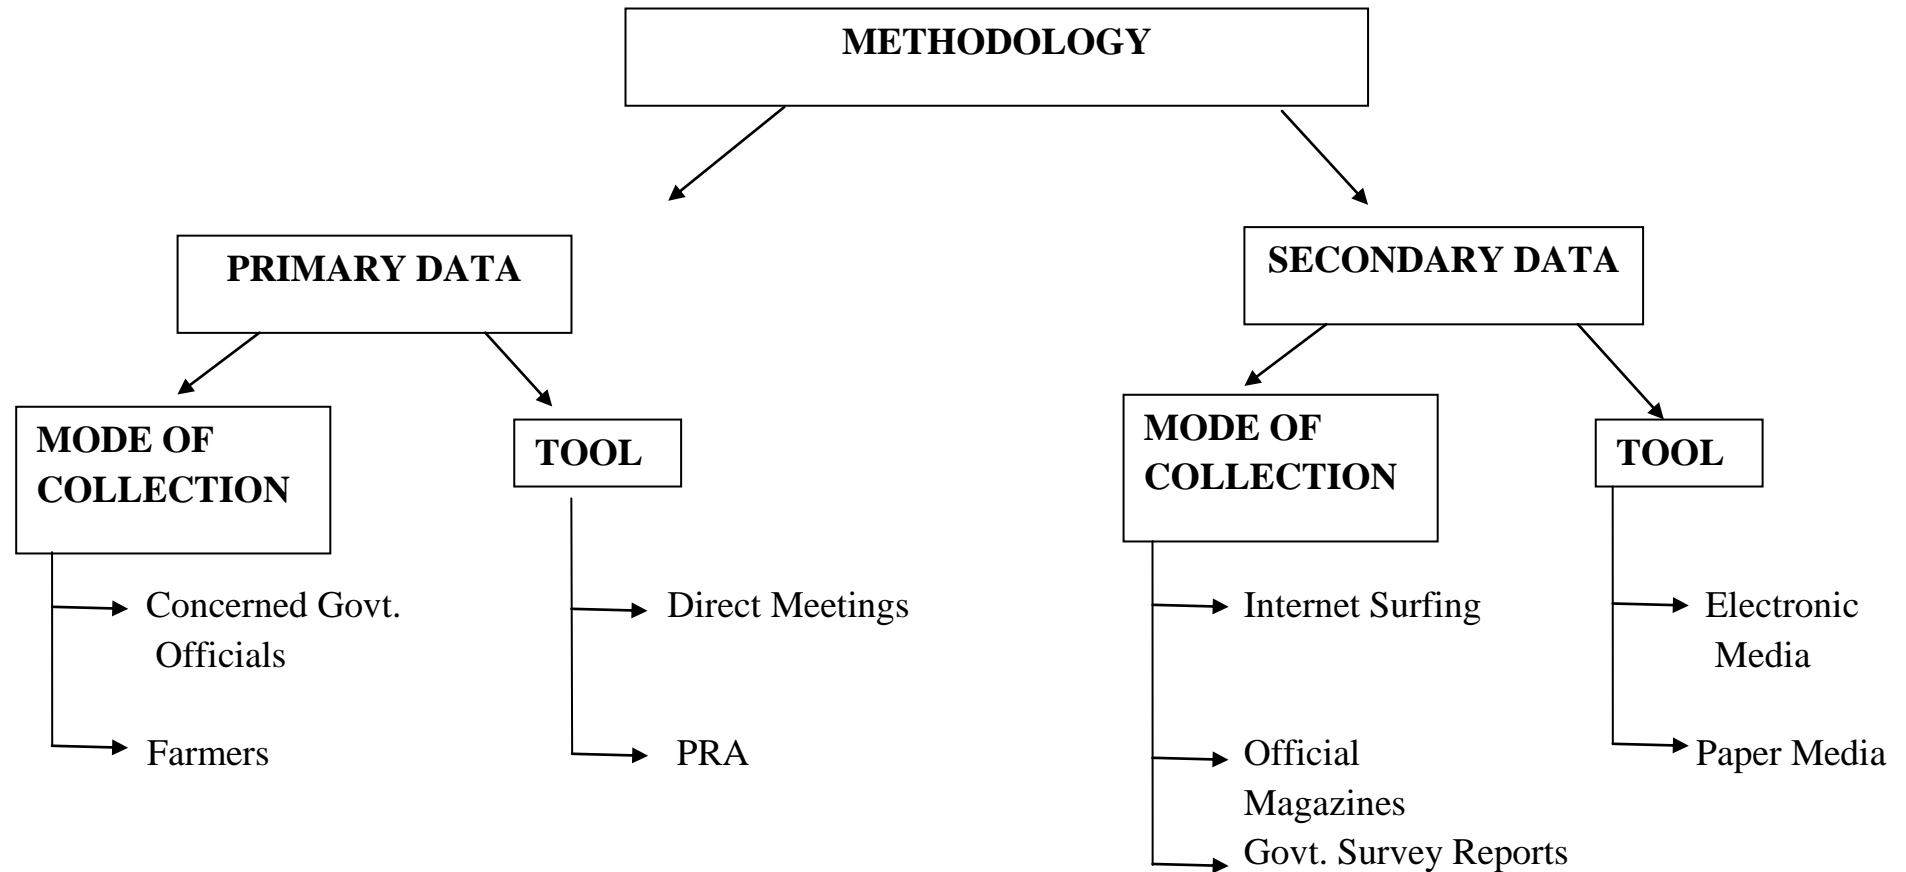 METHODOLOGY
PRIMARY DATA
SECONDARY DATA
MODE OF
COLLECTION
TOOL
MODE OF
COLLECTION
TOOL
Concerned Govt.
Officials
Farmers
Direct Meetings
PRA
Internet Surfing
Official
Magazines
Govt. Survey Reports
Electronic
Media
Paper Media